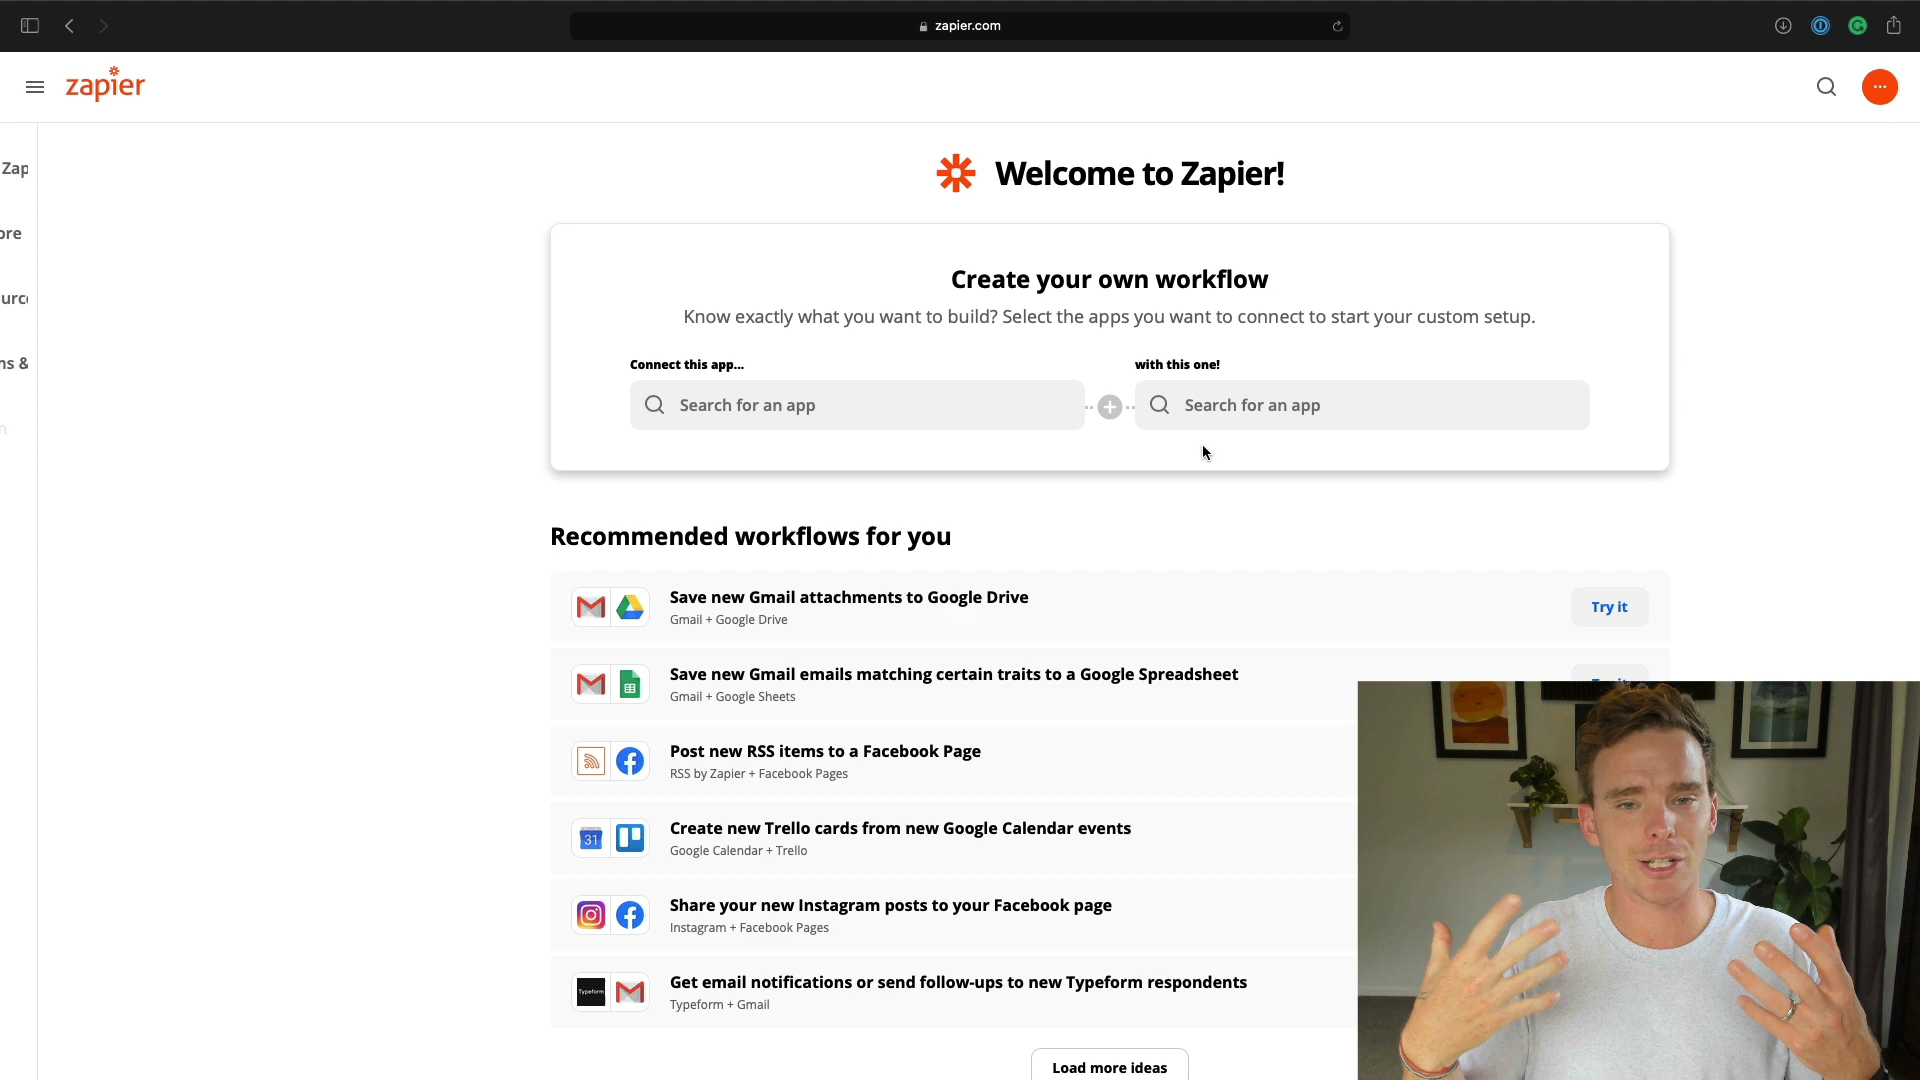 zapier.com
zapier
Zap
ore
urc
ns &
n
Welcome to Zapier!
Create your own workflow
Know exactly what you want to build? Select the apps you want to connect to start your custom setup.
Connect this app...
with this one!
Search for an app
Search for an app
Recommended workflows for you
Save new Gmail attachments to Google Drive
Gmail + Google Drive
Try it
Save new Gmail emails matching certain traits to a Google Spreadsheet
Gmail + Google Sheets
Post new RSS items to a Facebook Page
RSS by Zapier + Facebook Pages
31
Create new Trello cards from new Google Calendar events
Google Calendar + Trello
Share your new Instagram posts to your Facebook page
Instagram + Facebook Pages
Typeform
Get email notifications or send follow-ups to new Typeform respondents
Typeform + Gmail
Load more ideas